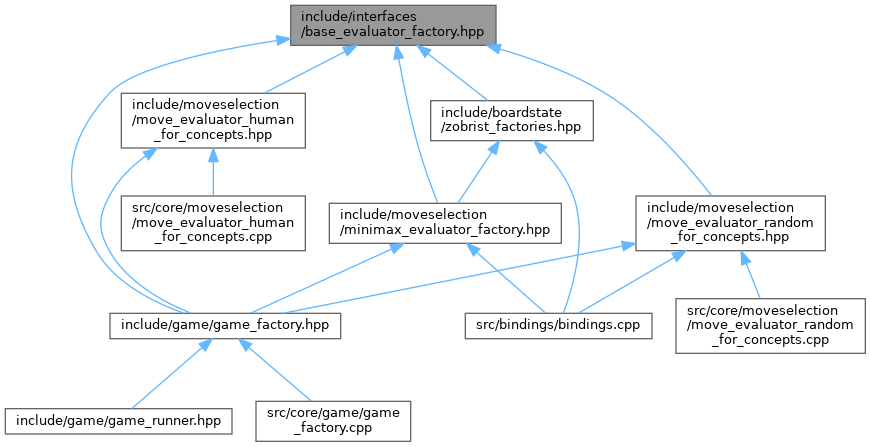 include/interfaces
/base_evaluator_factory.hpp
include/moveselection
/move_evaluator_human
_for_concepts.hpp
include/boardstate
/zobrist_factories.hpp
src/core/moveselection
/move_evaluator_human
_for_concepts.cpp
include/moveselection
/minimax_evaluator_factory.hpp
include/moveselection
/move_evaluator_random
_for_concepts.hpp
include/game/game_factory.hpp
src/bindings/bindings.cpp
src/core/moveselection
/move_evaluator_random
_for_concepts.cpp
include/game/game_runner.hpp
src/core/game/game
_factory.cpp